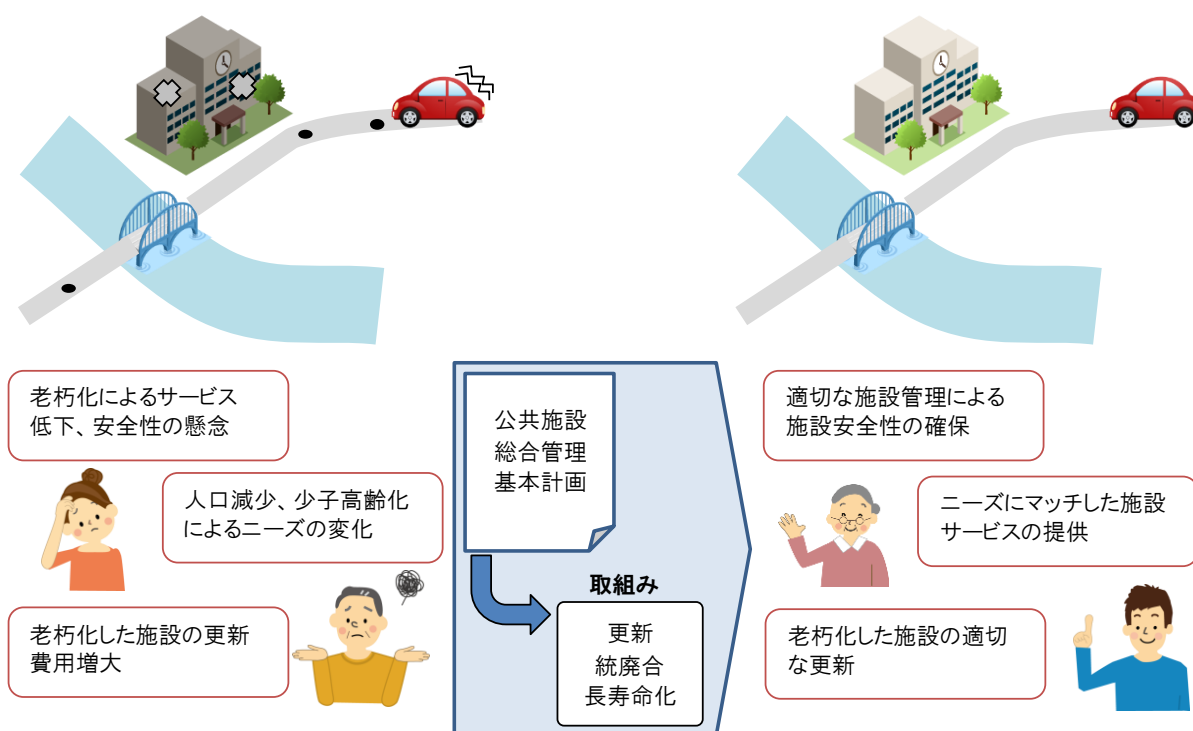 老朽化によるサービス
低下、安全性の懸念
人口減少、少子高齢化
によるニーズの変化
老朽化した施設の更新
費用増大
公共施設
総合管理
基本計画
取組み
更新
統廃合
長寿命化
適切な施設管理による
施設安全性の確保
ニーズにマッチした施設
サービスの提供
老朽化した施設の適切
な更新